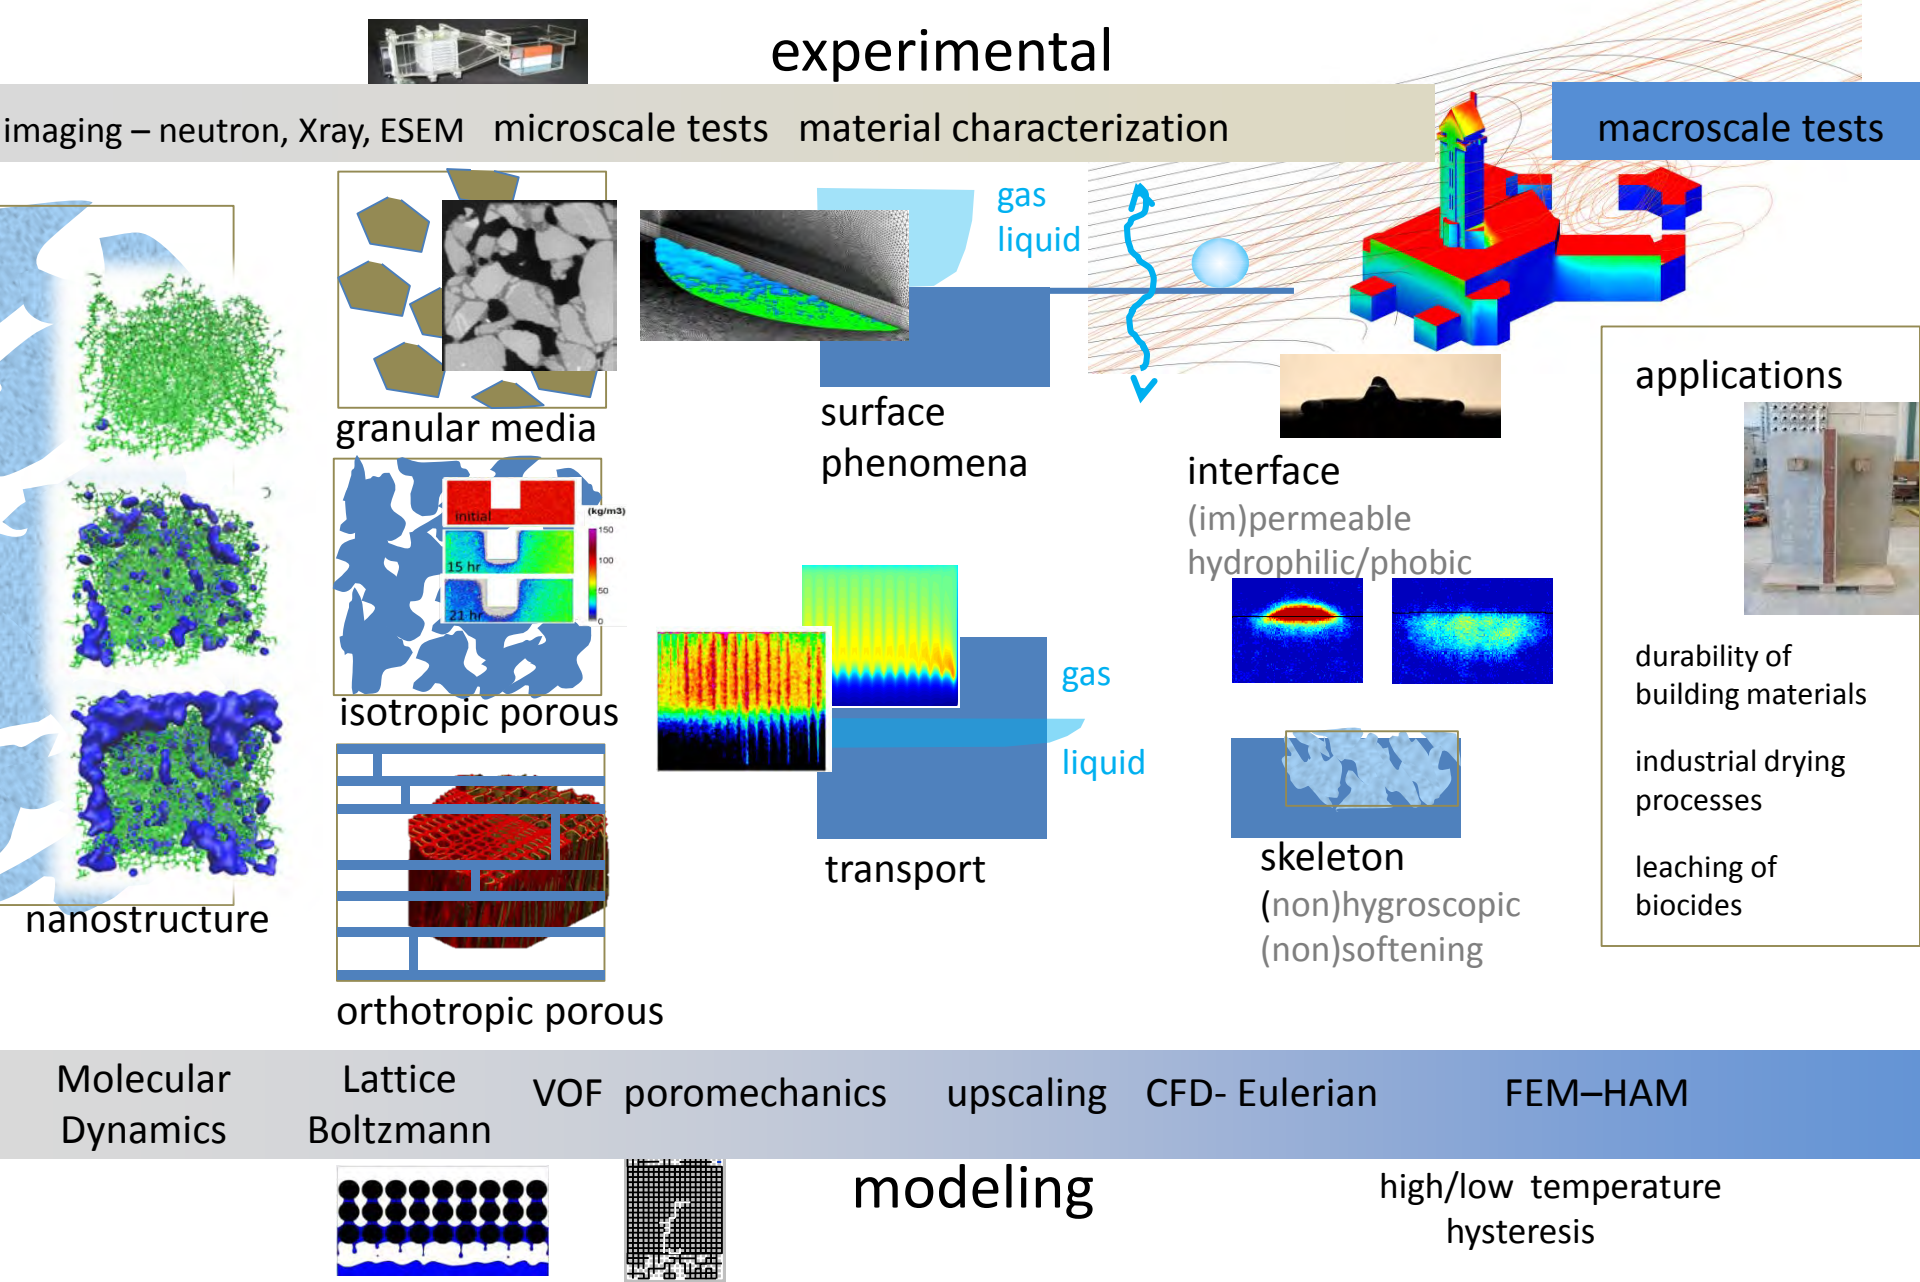 experimental
imaging – neutron, Xray, ESEM
microscale tests
material characterization
macroscale tests
gas
liquid
granular media
surface
phenomena
interface
(im)permeable
hydrophilic/phobic
applications
initial
15 hr
21 hr
(kg/m3)
150
100
50
0
isotropic porous
gas
liquid
transport
nanostructure
orthotropic porous
skeleton
(non)hygroscopic
(non)softening
durability of
building materials
industrial drying
processes
leaching of
biocides
Molecular
Dynamics
Lattice
Boltzmann
VOF
poromechanics
upscaling
CFD- Eulerian
FEM–HAM
modeling
high/low temperature
hysteresis